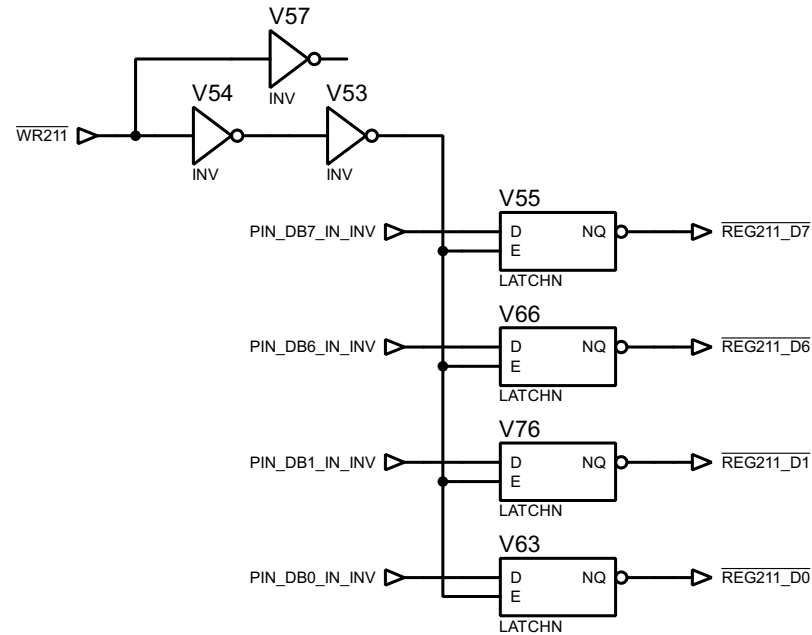 V57
INV
V54
V53
WR211
INV
INV
V55
PIN_DB7_IN_INV
D
NQ
REG211_D7
E
LATCHN
V66
PIN_DB6_IN_INV
D
NQ
REG211_D6
E
LATCHN
V76
PIN_DB1_IN_INV
D
NQ
REG211_D1
E
LATCHN
V63
PIN_DB0_IN_INV
D
NQ
REG211_D0
E
LATCHN